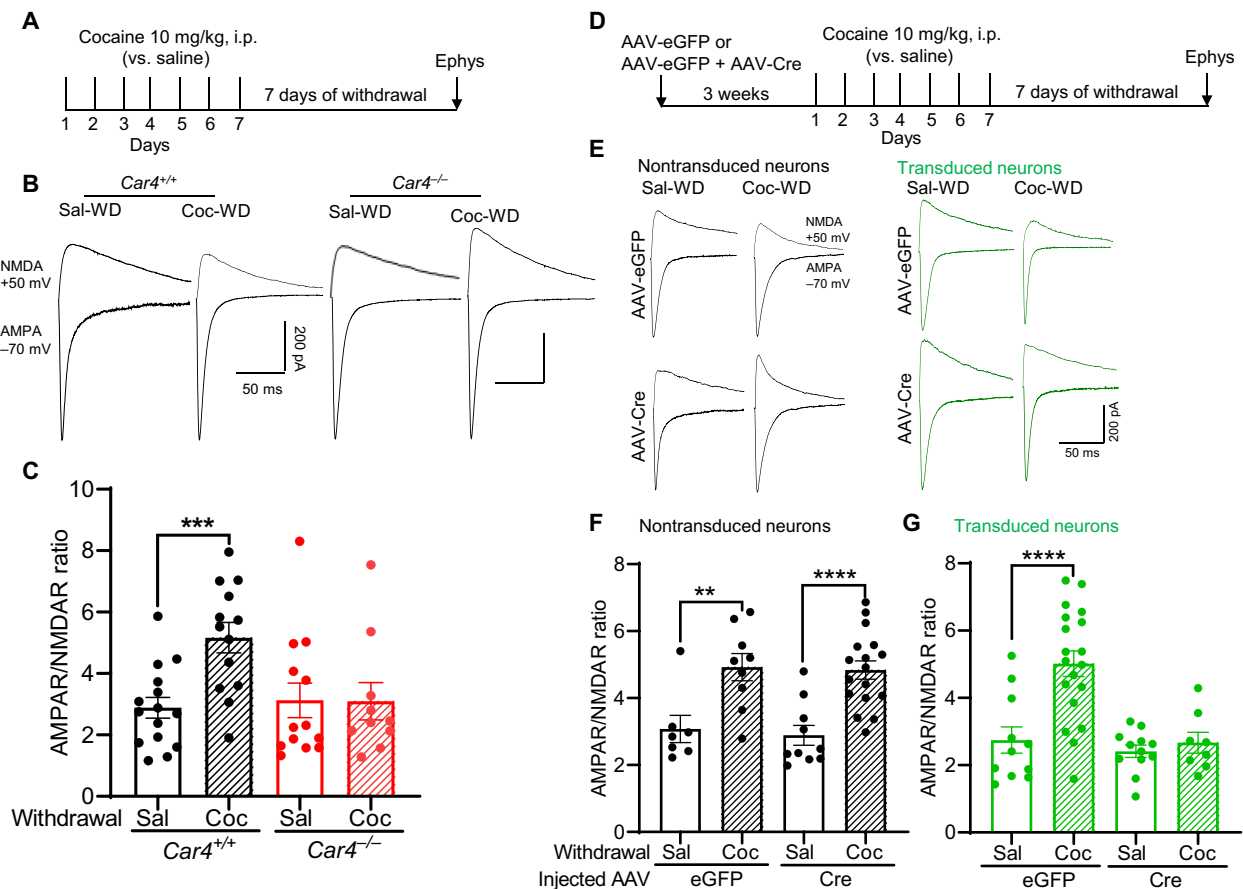 A
Cocaine 10 mg/kg, i.p.
(vs. saline)
Ephys
7 days of withdrawal
1 2 3 4 5 6 7
Days
B
Car4+/+
Car4–/–
Sal-WD
Coc-WD
Sal-WD
Coc-WD
NMDA
+50 mV
AMPA
–70 mV
200 pA
50 ms
C
AMPAR/NMDAR ratio
10
8
6
4
2
0
***
Withdrawal
Sal
Coc
Sal
Coc
Car4+/+
Car4–/–
D
AAV-eGFP or
AAV-eGFP + AAV-Cre
Cocaine 10 mg/kg, i.p.
(vs. saline)
Ephys
3 weeks
7 days of withdrawal
1 2 3 4 5 6 7
Days
E
Nontransduced neurons
Sal-WD
Coc-WD
Transduced neurons
Sal-WD
Coc-WD
AAV-eGFP
NMDA
+50 mV
AMPA
–70 mV
AAV-eGFP
AAV-Cre
AAV-Cre
200 pA
50 ms
F
Nontransduced neurons
AMPAR/NMDAR ratio
8
6
4
2
0
**
****
Withdrawal
Sal
Coc
Sal
Coc
Injected AAV
eGFP
Cre
G
Transduced neurons
AMPAR/NMDAR ratio
8
6
4
2
0
****
Sal
Coc
Sal
Coc
eGFP
Cre